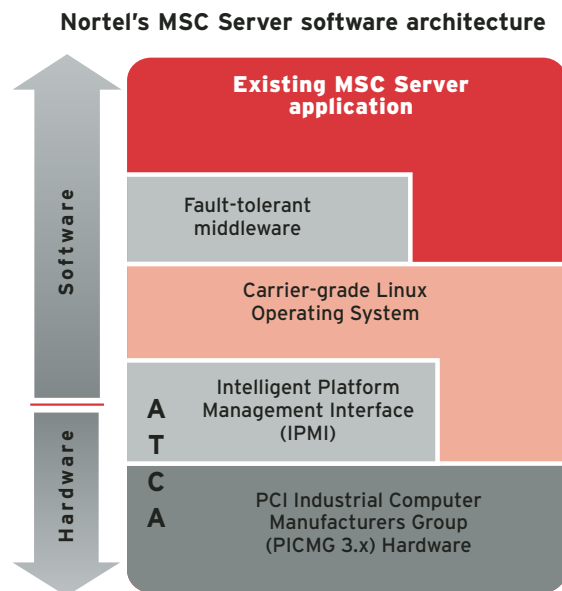 Nortel's MSC Server software architecture
Software
Hardware
Existing MSC Server
application
Fault-tolerant
middleware
Carrier-grade Linux
Operating System
Intelligent Platform
Management Interface
(IPMI)
A
T
C
A
PCI Industrial Computer
Manufacturers Group
(PICMG 3.x) Hardware